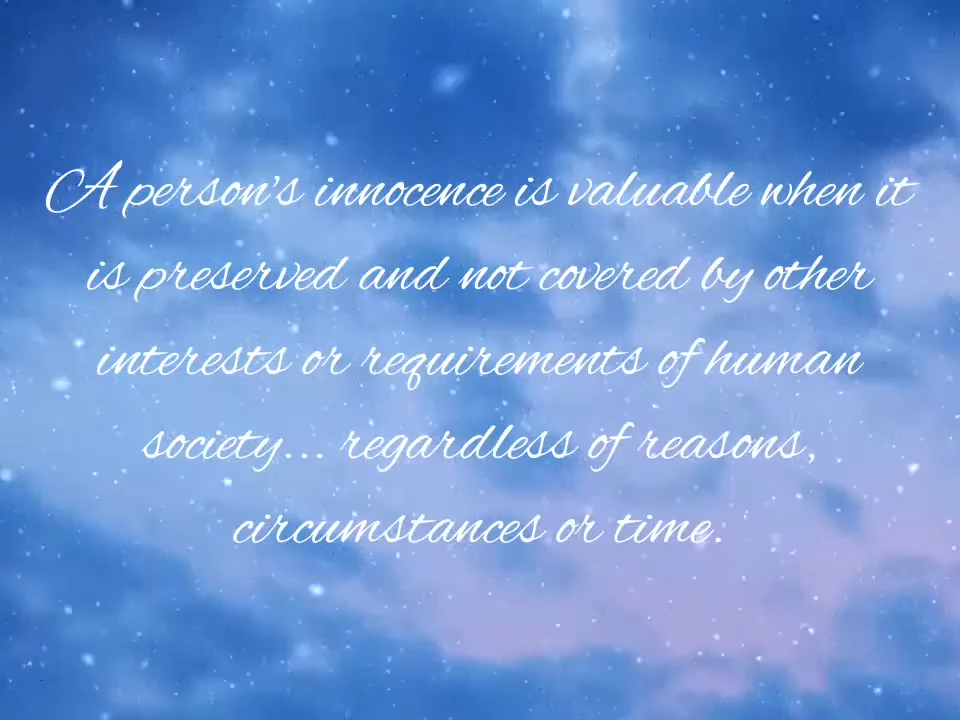 A person's innocence is valuable when it
is preserved and not covered by other
interests or requirements of human
society... regardless of reasons,
circumstances or time.